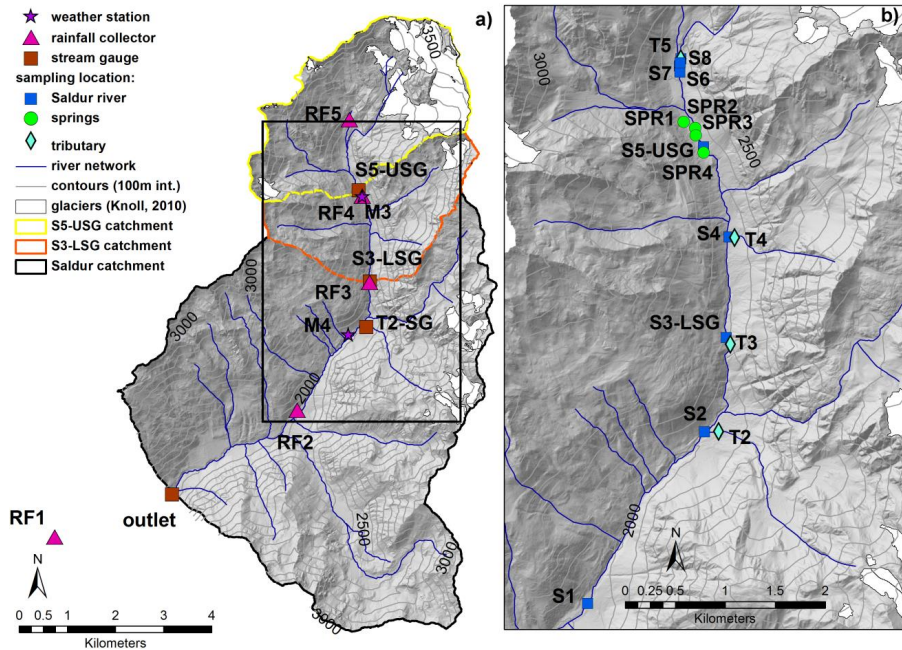 weather station
rainfall collector
stream gauge
sampling location:
Saldur river
springs
tributary
river network
contours (100m int.)
glaciers (Knoll, 2010)
S5-USG catchment
S3-LSG catchment
Saldur catchment
a)
3500
RF5
S5-USG
RF4
M3
3000
S3-LSG
RF3
M4
T2-SG
3000
2000
RF2
outlet
2500
3000
3000
RF1
N
0 0.5 1 2 3 4
Kilometers
b)
3000
T5
S8
S7
S6
SPR2
SPR1
SPR3
S5-USG
2500
SPR4
S4
T4
S3-LSG
T3
S2
T2
2000
S1
N
0 0.25 0.5 1 2
Kilometers